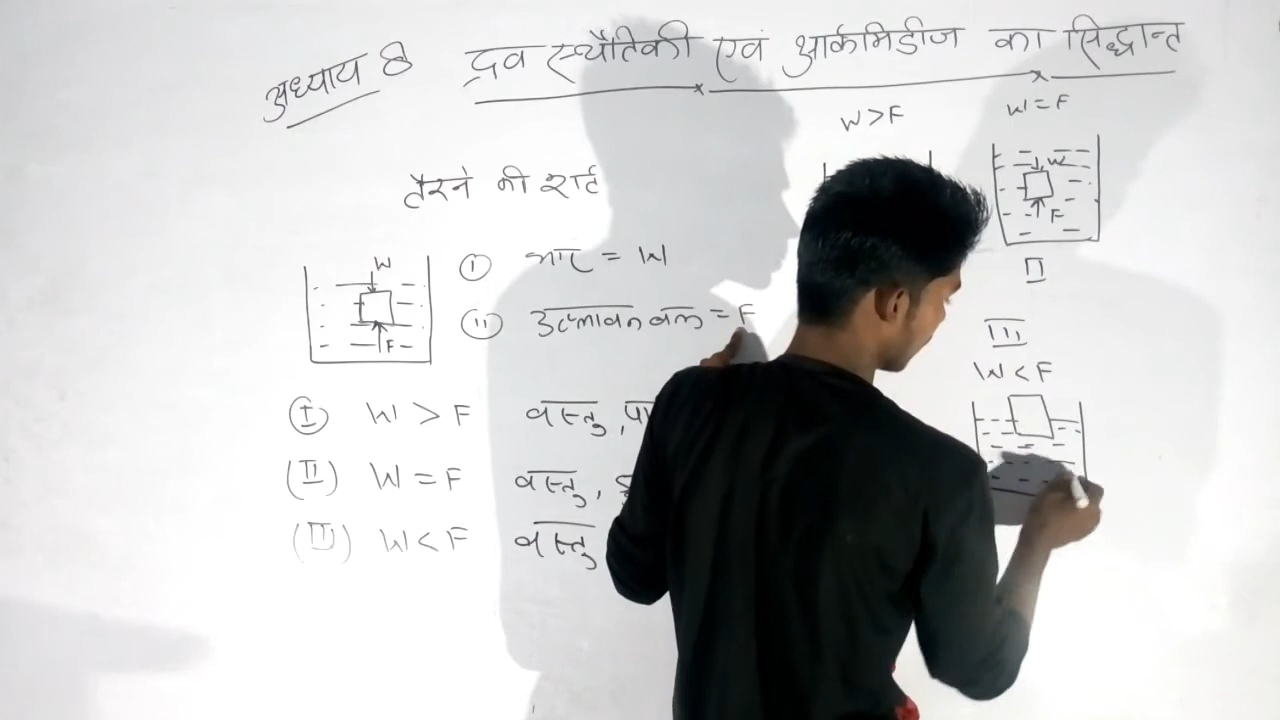 अध्याय 8 द्रव स्थैतिकी एवं आर्कमिडीज का सिद्धान्त
W > F
W = F
तैरने की शर्त
W
F
II
W
F
I भार = W
II उत्प्लावन बल = F
III
W < F
I W > F वस्तु,
(II) W = F वस्तु,
(III) W < F वस्तु